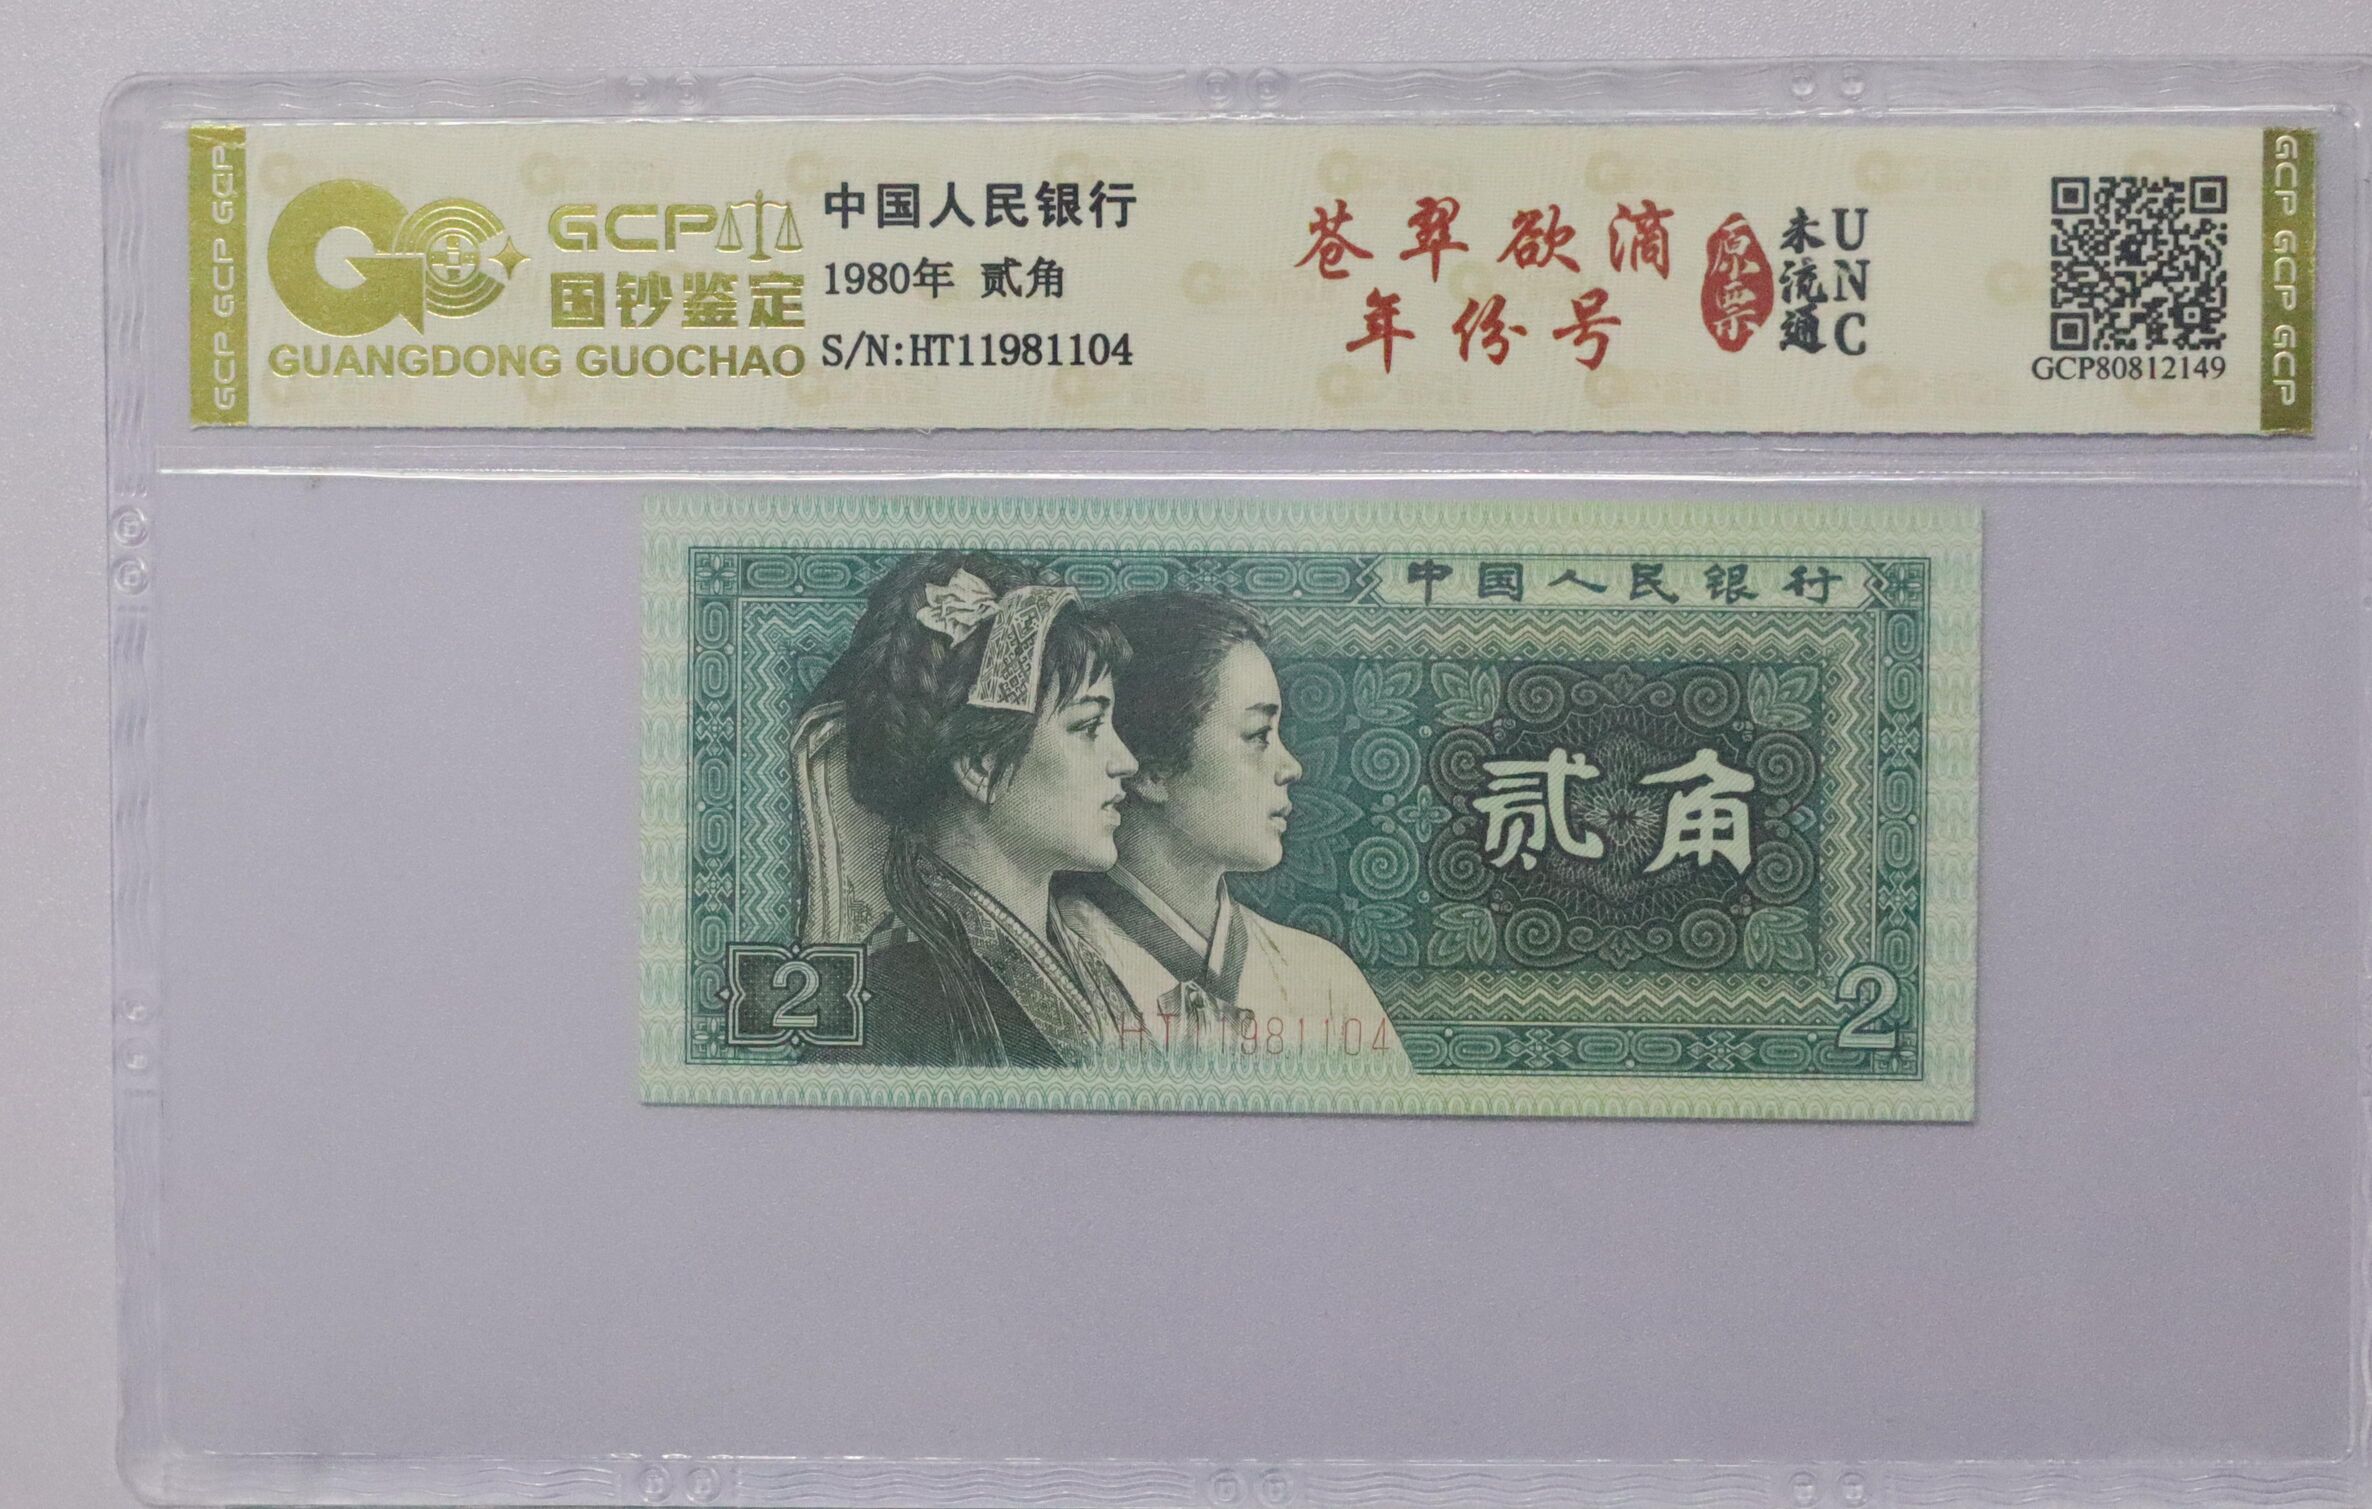 GCP GCP GCP
GCP
国钞鉴定
GUANGDONG GUOCHAO
中国人民银行
1980年 贰角
S/N:HT11981104
苍翠欲滴
年份号
原票
未流通
UNC
GCP80812149
GCP GCP GCP
中国人民银行
贰角
2
HT11981104
2